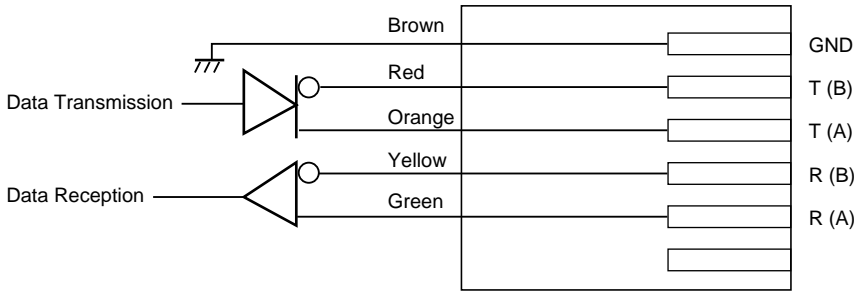 Brown
GND
Red
T (B)
Data Transmission
Orange
T (A)
Yellow
R (B)
Data Reception
Green
R (A)